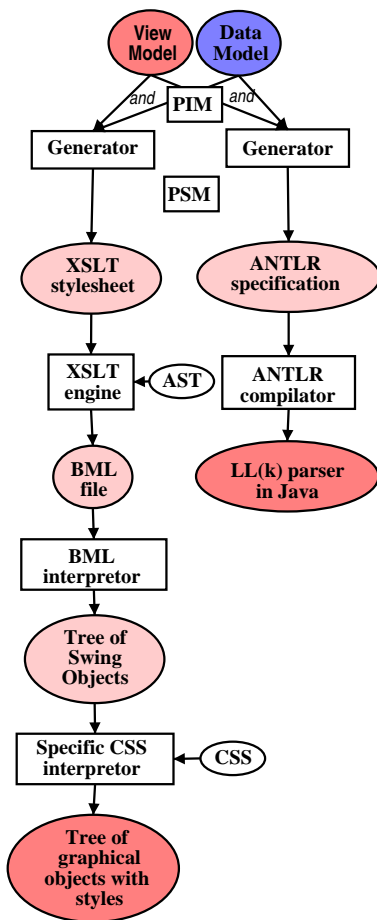 View
Model
Data
Model
and
PIM
and
Generator
Generator
PSM
XSLT
stylesheet
ANTLR
specification
XSLT
engine
AST
ANTLR
compilator
BML
file
LL(k) parser
in Java
BML
interpretor
Tree of
Swing
Objects
Specific CSS
interpretor
CSS
Tree of
graphical
objects with
styles